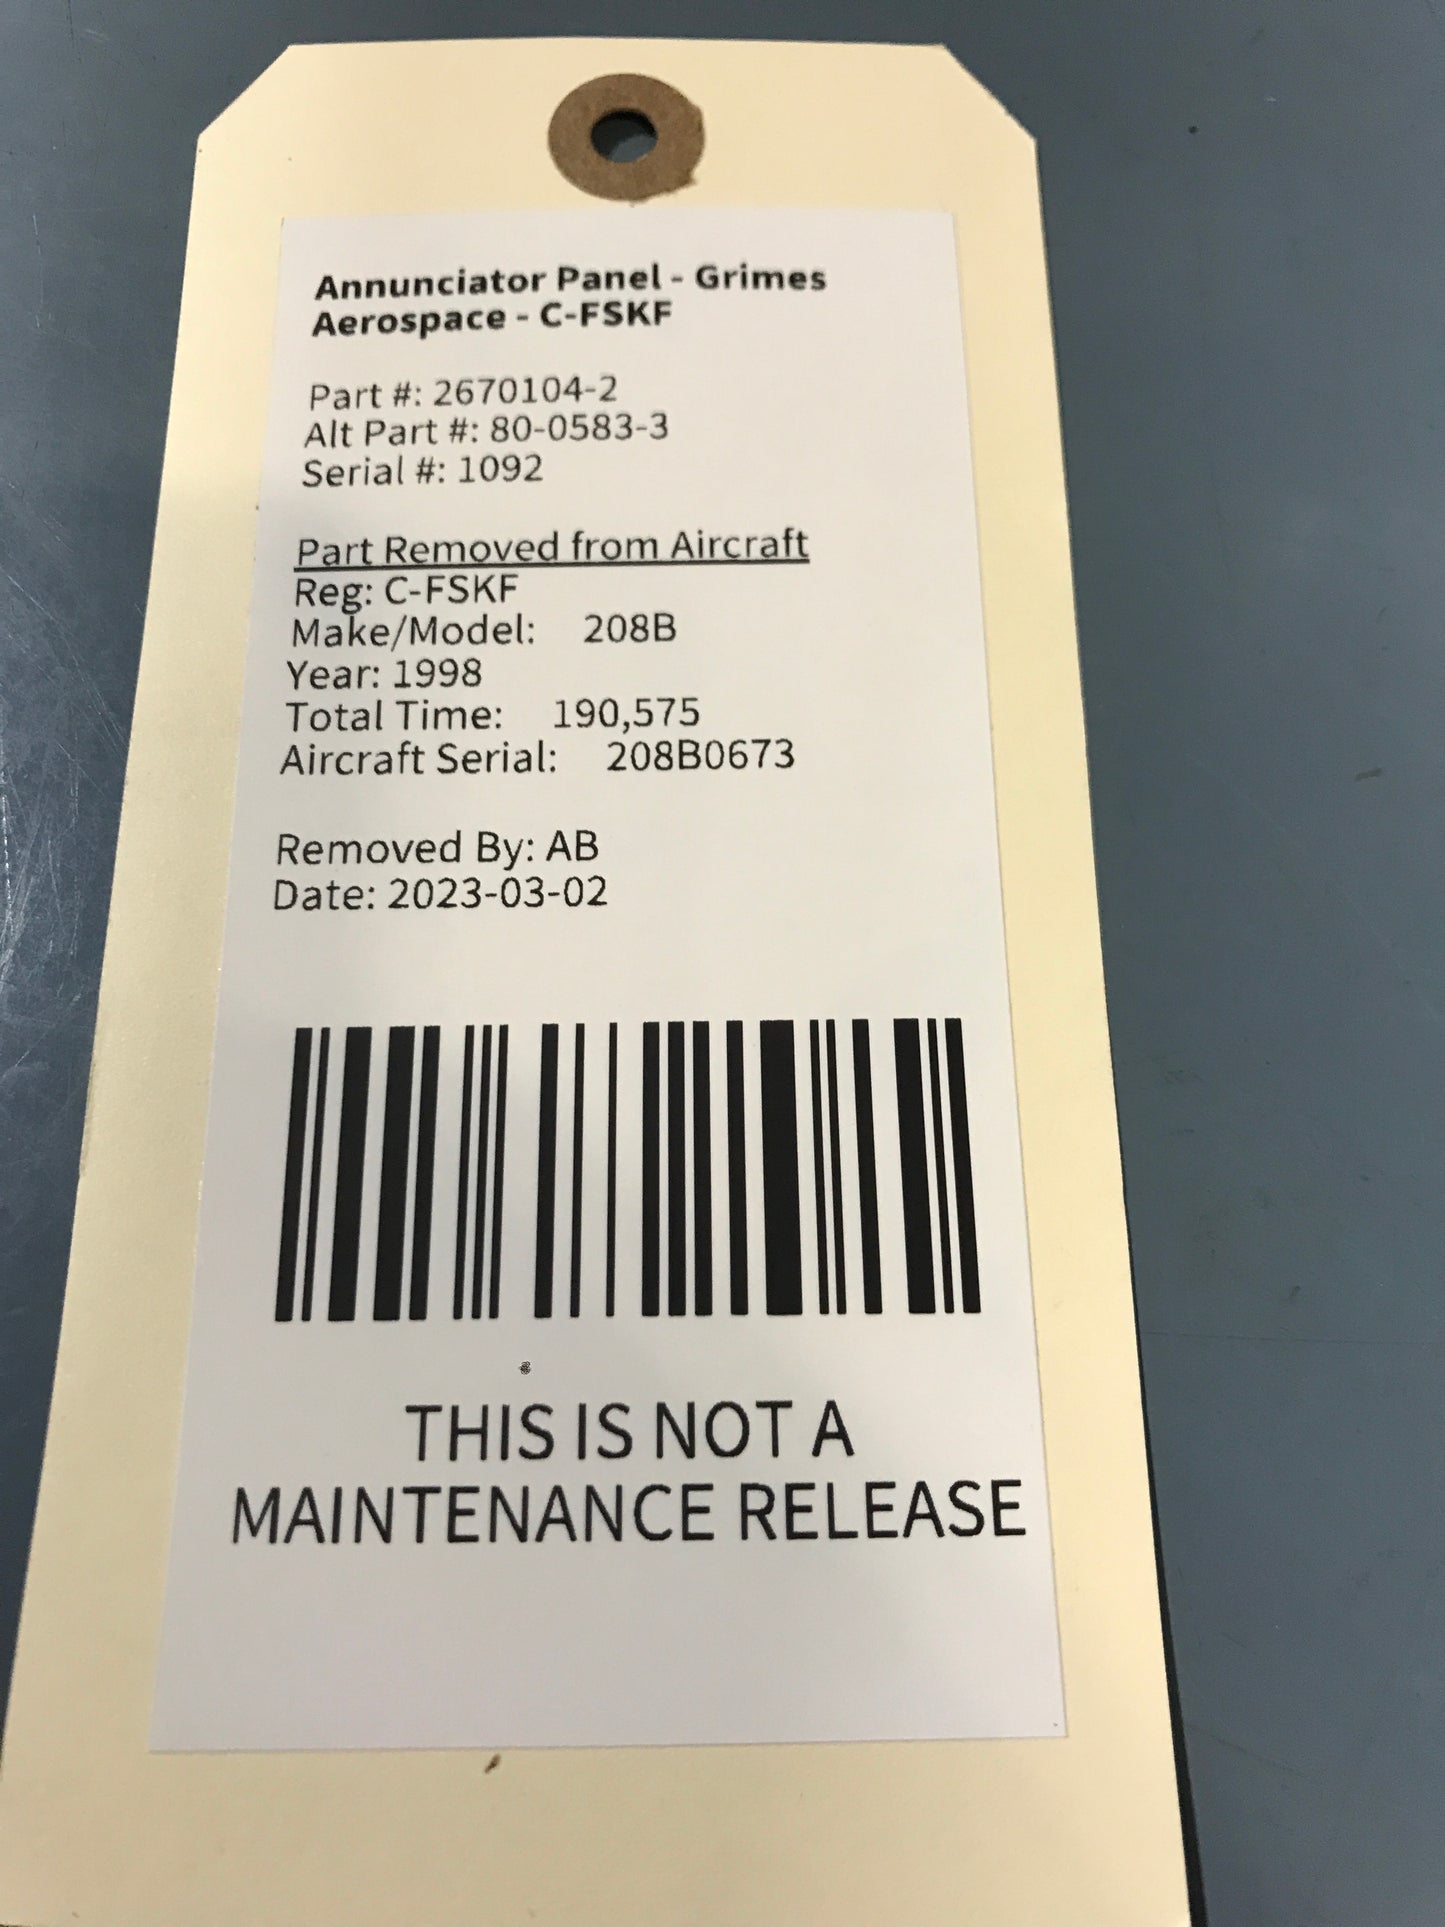 Annunciator Panel - Grimes
Aerospace - C-FSKF
Part #: 2670104-2
Alt Part #: 80-0583-3
Serial #: 1092
Part Removed from Aircraft
Reg: C-FSKF
Make/Model: 208B
Year: 1998
Total Time: 190,575
Aircraft Serial: 208B0673
Removed By: AB
Date: 2023-03-02
THIS IS NOT A
MAINTENANCE RELEASE